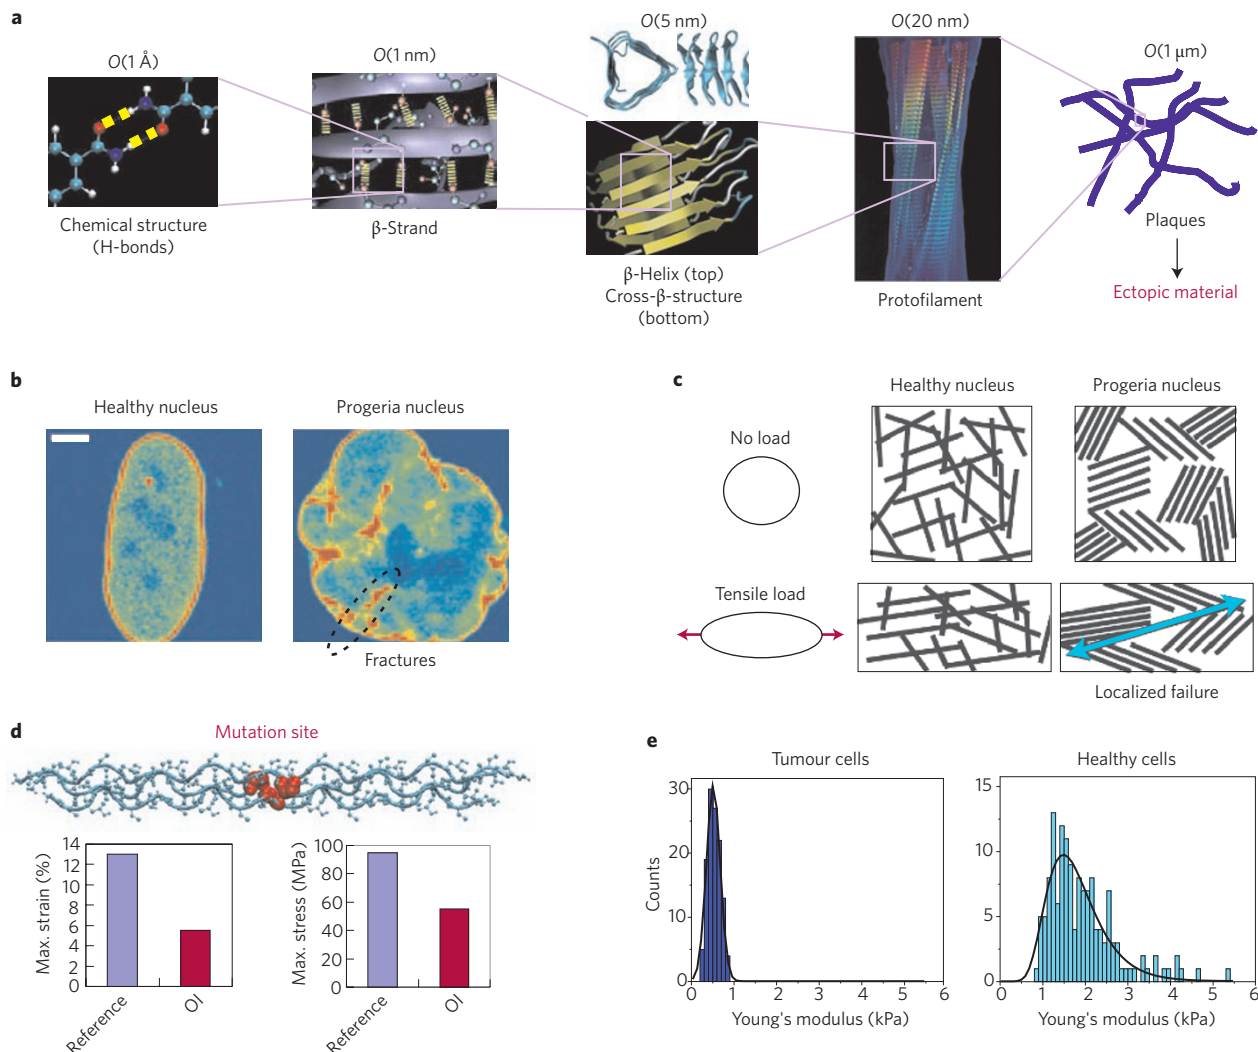 a
O(1 Å)
O(1 nm)
O(5 nm)
O(20 nm)
O(1 μm)
Chemical structure
(H-bonds)
β-Strand
β-Helix (top)
Cross-β-structure
(bottom)
Protofilament
Plaques
Ectopic material
b
Healthy nucleus
Progeria nucleus
Fractures
c
Healthy nucleus
Progeria nucleus
No load
Tensile load
Localized failure
d
Mutation site
Max. strain (%)
14
12
10
8
6
4
2
0
Reference
OI
Max. stress (MPa)
100
80
60
40
20
0
Reference
OI
e
Tumour cells
Counts
30
20
10
0
0 1 2 3 4 5 6
Young's modulus (kPa)
Healthy cells
15
10
5
0
0 1 2 3 4 5 6
Young's modulus (kPa)